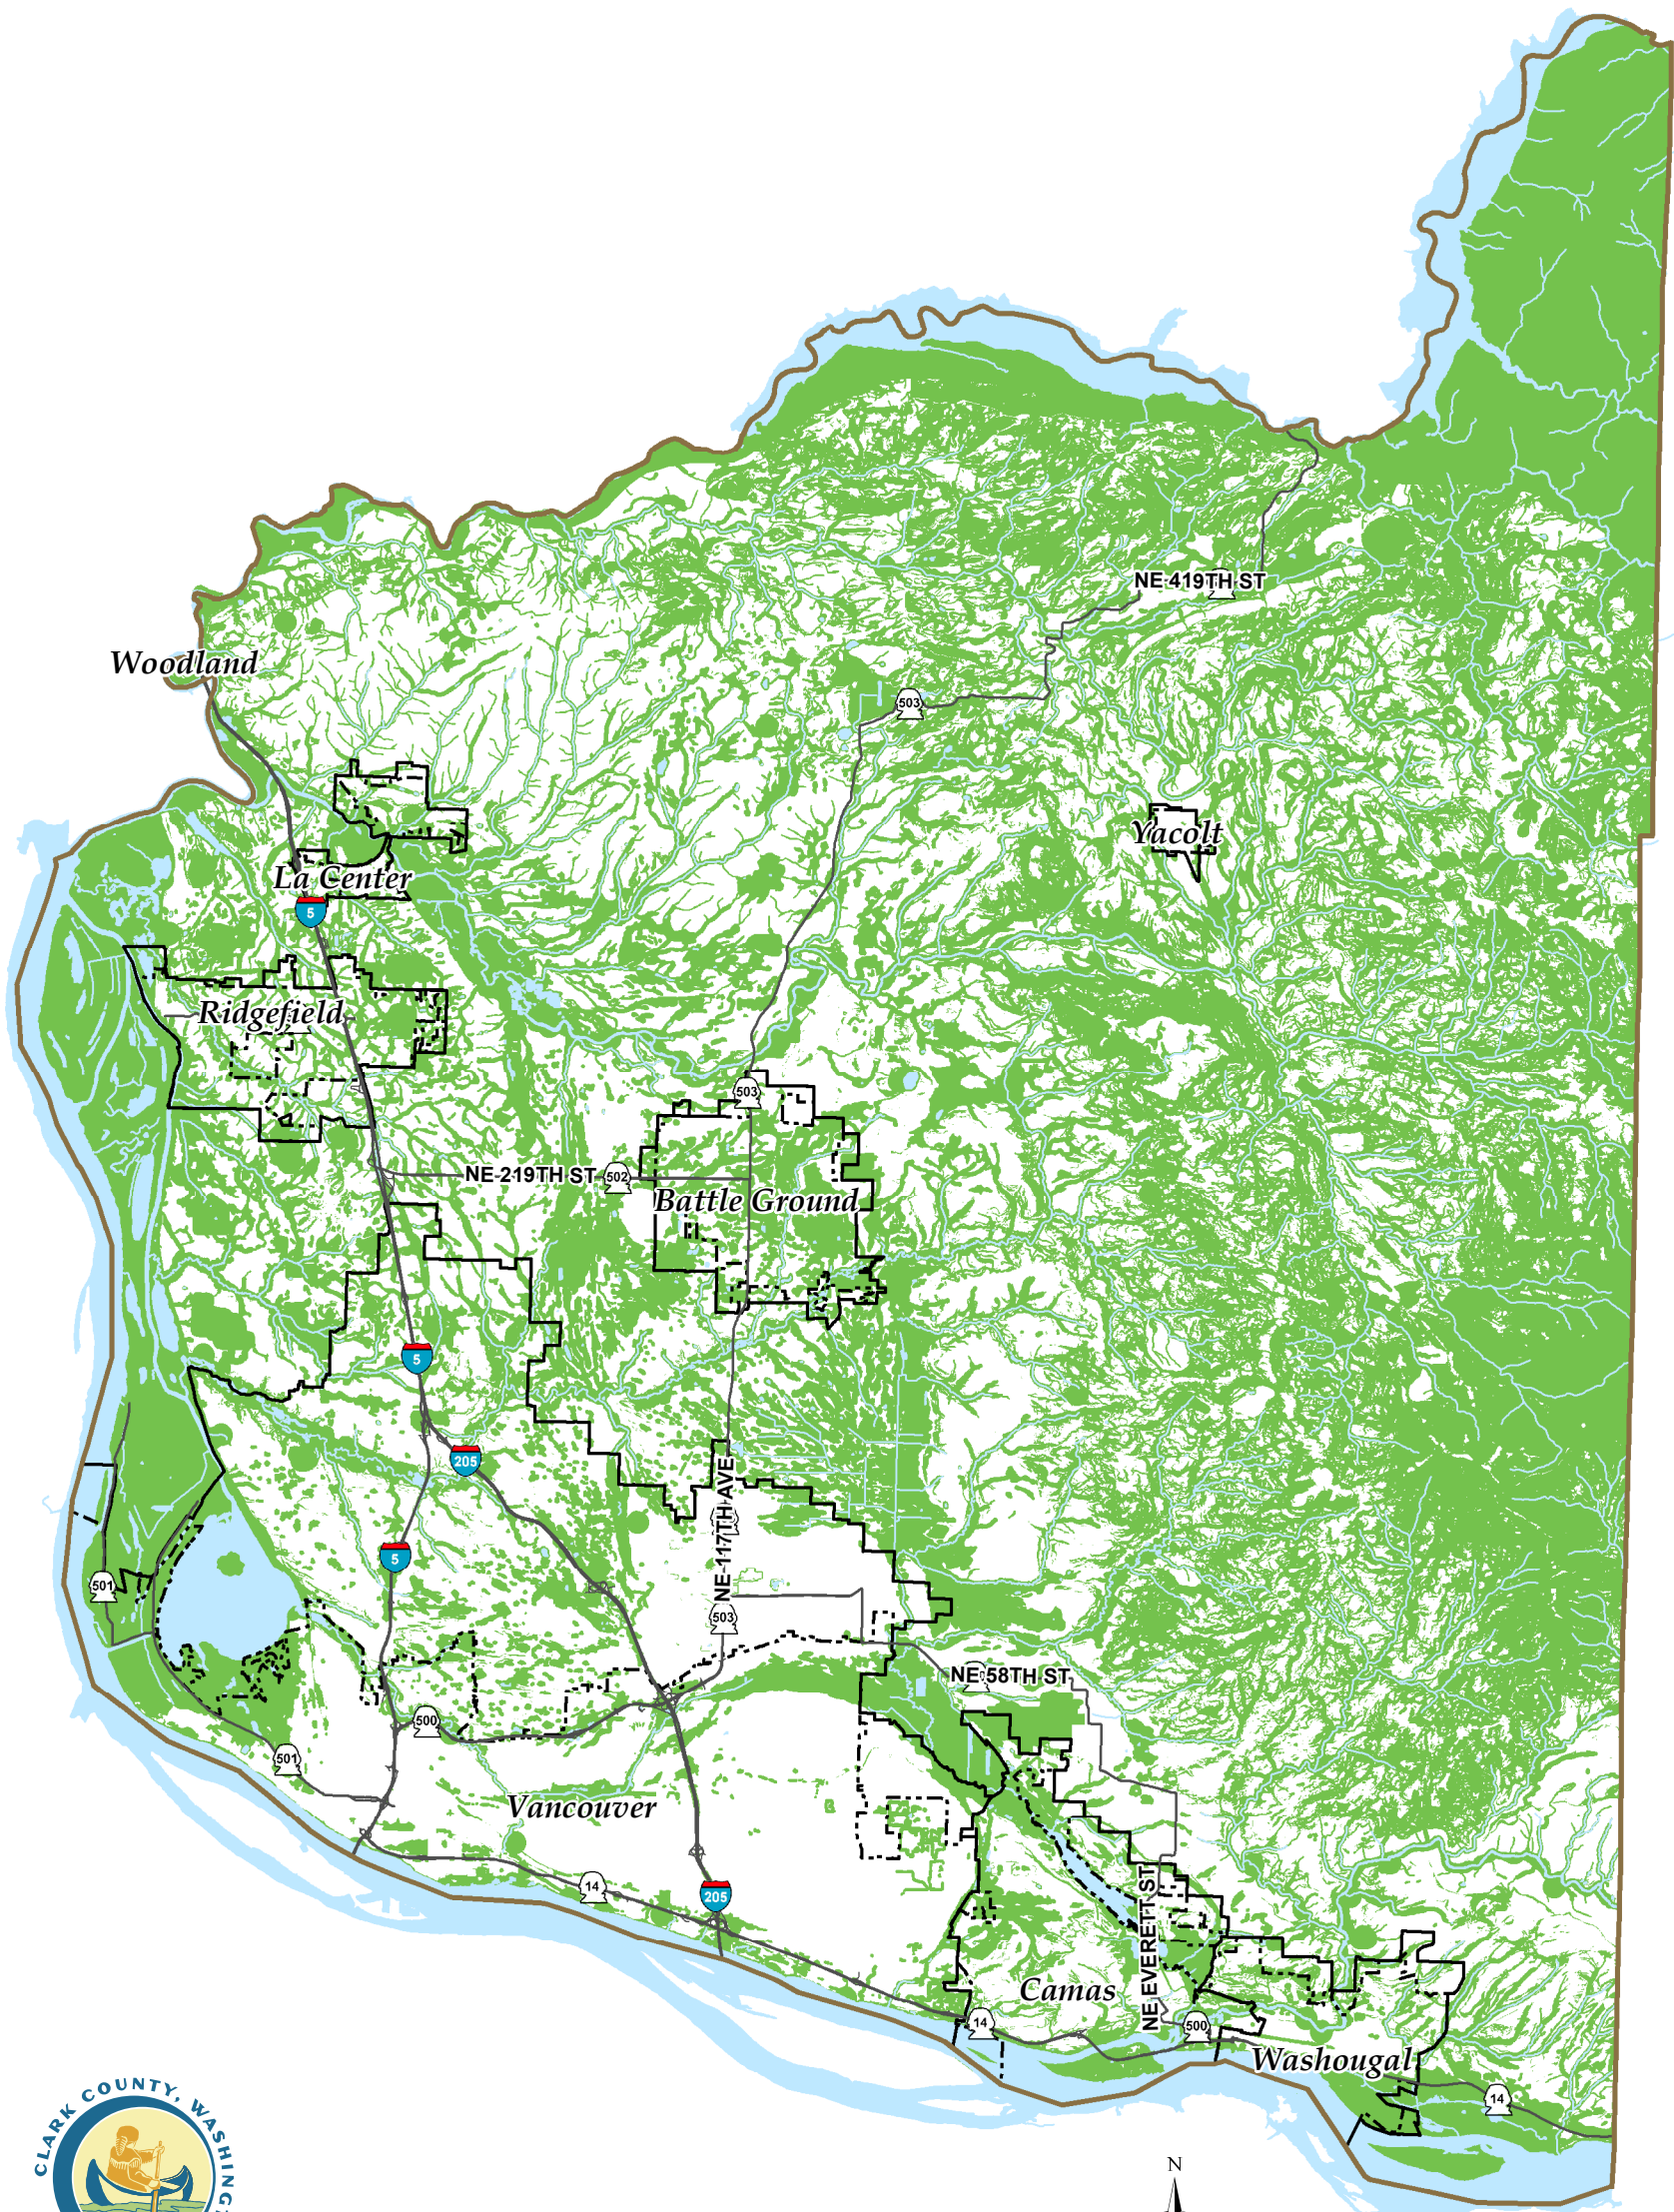 NE 419TH ST
Woodland
503
Yacolt
La Center
5
Ridgefield
503
NE 219TH ST
502
Battle Ground
5
205
NE 117TH AVE
5
501
503
NE 58TH ST
500
501
Vancouver
14
205
NE EVERETT ST
Camas
14
500
Washougal
14
CLARK COUNTY, WASHING
N